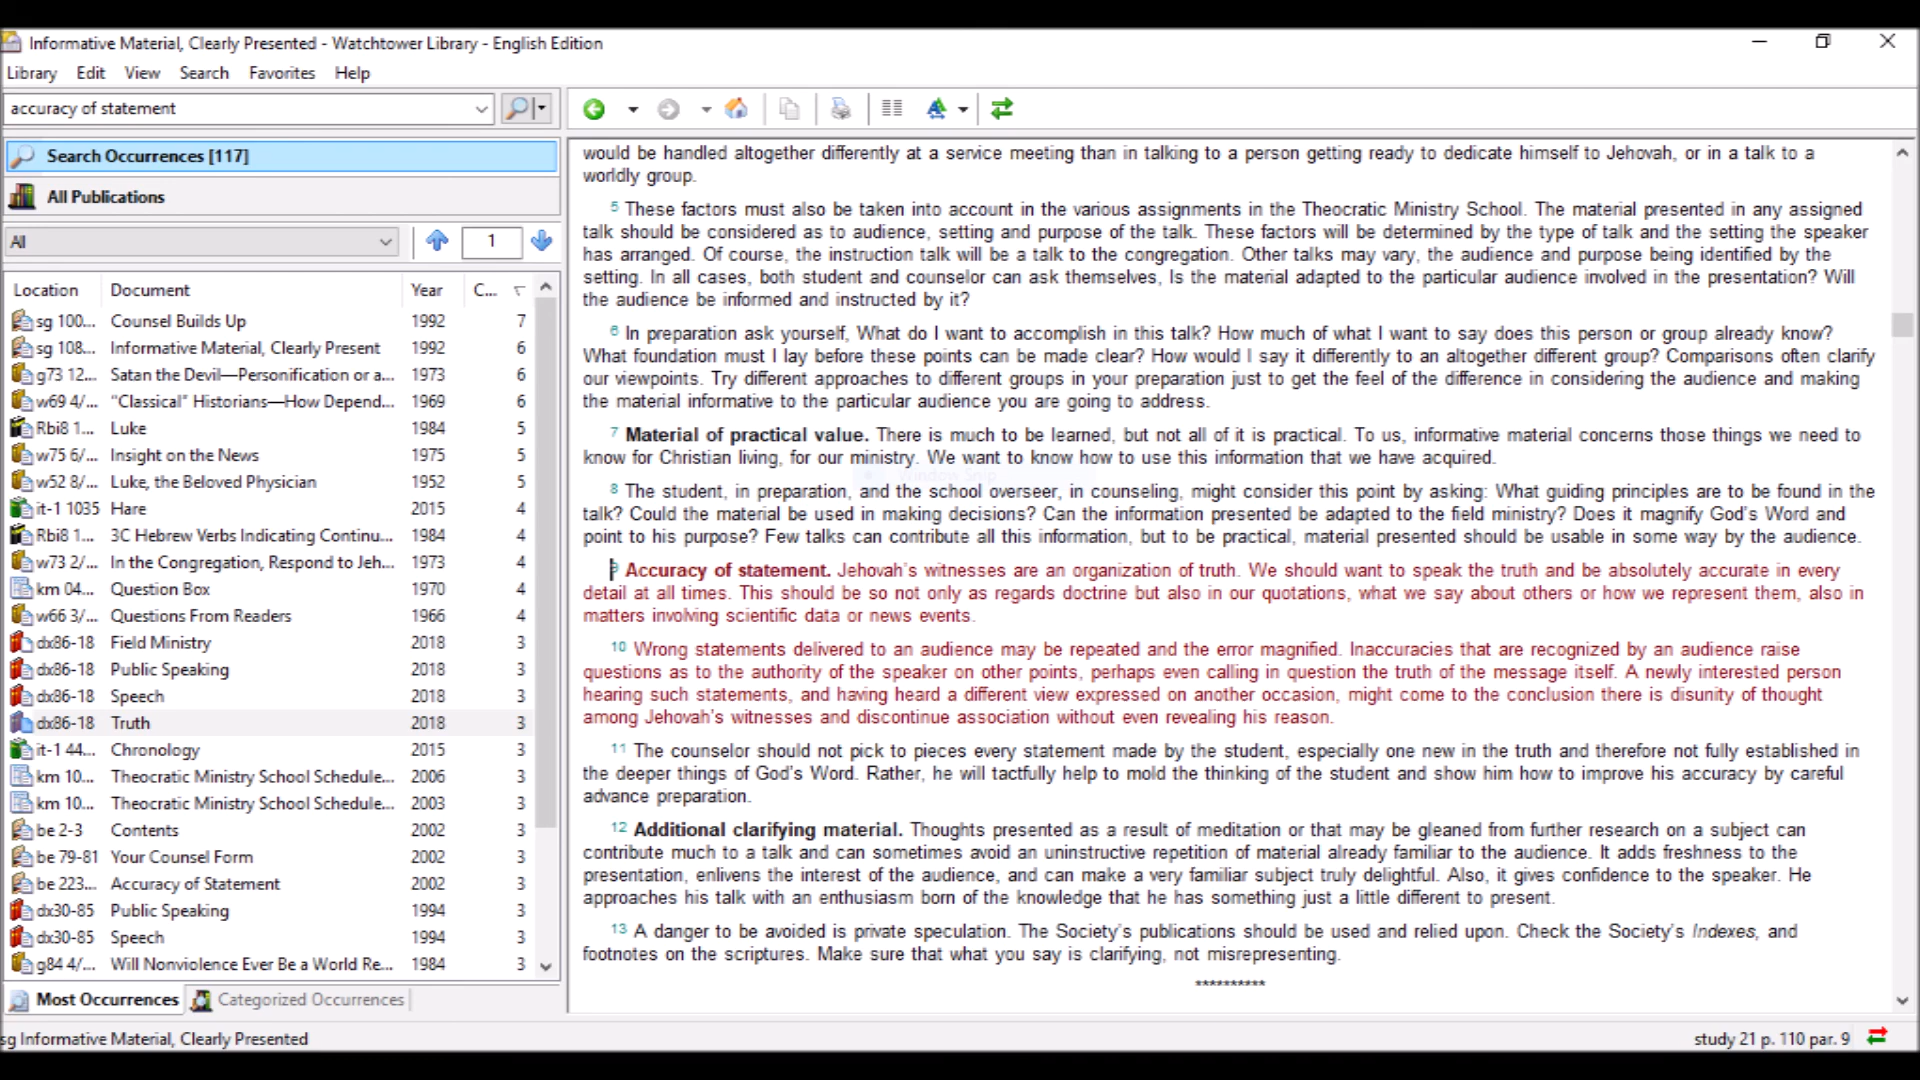 Informative Material, Clearly Presented - Watchtower Library - English Edition
Library Edit View Search Favorites Help
accuracy of statement
Search Occurrences [117]
All Publications
All 1
Location Document Year C...
sg 100... Counsel Builds Up 1992 7
sg 108... Informative Material, Clearly Present 1992 6
g73 12... Satan the Devil—Personification or a... 1973 6
w69 4/... "Classical" Historians—How Depend... 1969 6
Rbi8 1... Luke 1984 5
w75 6/... Insight on the News 1975 5
w52 8/... Luke, the Beloved Physician 1952 5
it-1 1035 Hare 2015 4
Rbi8 1... 3C Hebrew Verbs Indicating Continu... 1984 4
w73 2/... In the Congregation, Respond to Jeh... 1973 4
km 04... Question Box 1970 4
w66 3/... Questions From Readers 1966 4
dx86-18 Field Ministry 2018 3
dx86-18 Public Speaking 2018 3
dx86-18 Speech 2018 3
dx86-18 Truth 2018 3
it-1 44... Chronology 2015 3
km 10... Theocratic Ministry School Schedule... 2006 3
km 10... Theocratic Ministry School Schedule... 2003 3
be 2-3 Contents 2002 3
be 79-81 Your Counsel Form 2002 3
be 223... Accuracy of Statement 2002 3
dx30-85 Public Speaking 1994 3
dx30-85 Speech 1994 3
g84 4/... Will Nonviolence Ever Be a World Re... 1984 3
Most Occurrences Categorized Occurrences
would be handled altogether differently at a service meeting than in talking to a person getting ready to dedicate himself to Jehovah, or in a talk to a
worldly group.
5 These factors must also be taken into account in the various assignments in the Theocratic Ministry School. The material presented in any assigned
talk should be considered as to audience, setting and purpose of the talk. These factors will be determined by the type of talk and the setting the speaker
has arranged. Of course, the instruction talk will be a talk to the congregation. Other talks may vary, the audience and purpose being identified by the
setting. In all cases, both student and counselor can ask themselves, Is the material adapted to the particular audience involved in the presentation? Will
the audience be informed and instructed by it?
6 In preparation ask yourself, What do I want to accomplish in this talk? How much of what I want to say does this person or group already know?
What foundation must I lay before these points can be made clear? How would I say it differently to an altogether different group? Comparisons often clarify
our viewpoints. Try different approaches to different groups in your preparation just to get the feel of the difference in considering the audience and making
the material informative to the particular audience you are going to address.
7 Material of practical value. There is much to be learned, but not all of it is practical. To us, informative material concerns those things we need to
know for Christian living, for our ministry. We want to know how to use this information that we have acquired.
Window Snip
8 The student, in preparation, and the school overseer, in counseling, might consider this point by asking: What guiding principles are to be found in the
talk? Could the material be used in making decisions? Can the information presented be adapted to the field ministry? Does it magnify God's Word and
point to his purpose? Few talks can contribute all this information, but to be practical, material presented should be usable in some way by the audience.
9 Accuracy of statement. Jehovah's witnesses are an organization of truth. We should want to speak the truth and be absolutely accurate in every
detail at all times. This should be so not only as regards doctrine but also in our quotations, what we say about others or how we represent them, also in
matters involving scientific data or news events.
10 Wrong statements delivered to an audience may be repeated and the error magnified. Inaccuracies that are recognized by an audience raise
questions as to the authority of the speaker on other points, perhaps even calling in question the truth of the message itself. A newly interested person
hearing such statements, and having heard a different view expressed on another occasion, might come to the conclusion there is disunity of thought
among Jehovah's witnesses and discontinue association without even revealing his reason.
11 The counselor should not pick to pieces every statement made by the student, especially one new in the truth and therefore not fully established in
the deeper things of God's Word. Rather, he will tactfully help to mold the thinking of the student and show him how to improve his accuracy by careful
advance preparation.
12 Additional clarifying material. Thoughts presented as a result of meditation or that may be gleaned from further research on a subject can
contribute much to a talk and can sometimes avoid an uninstructive repetition of material already familiar to the audience. It adds freshness to the
presentation, enlivens the interest of the audience, and can make a very familiar subject truly delightful. Also, it gives confidence to the speaker. He
approaches his talk with an enthusiasm born of the knowledge that he has something just a little different to present.
13 A danger to be avoided is private speculation. The Society's publications should be used and relied upon. Check the Society's Indexes, and
footnotes on the scriptures. Make sure that what you say is clarifying, not misrepresenting.
**********
sg Informative Material, Clearly Presented study 21 p. 110 par. 9